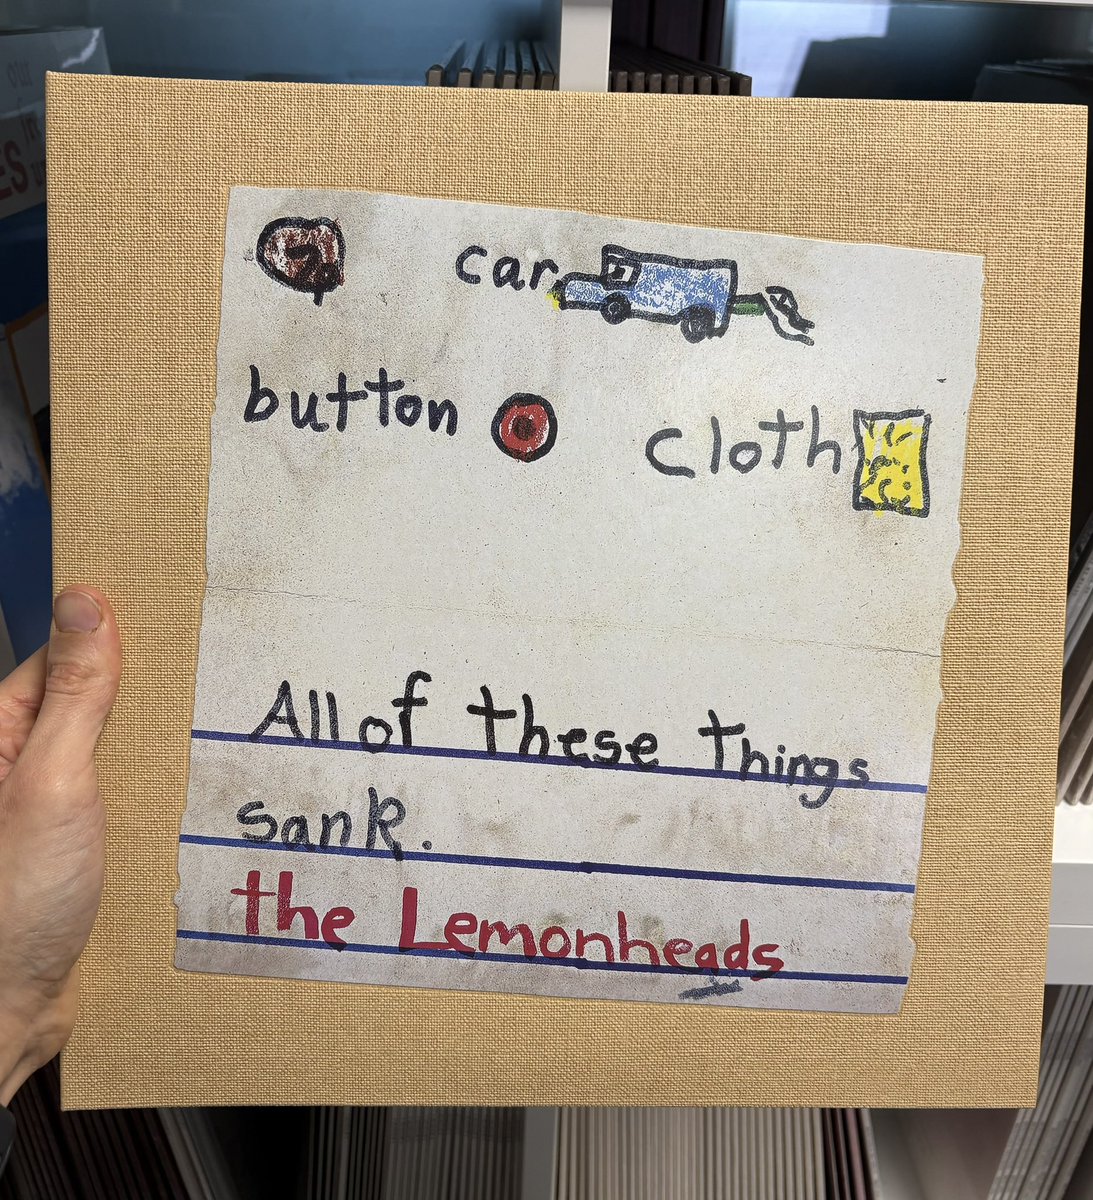 car
button
cloth
All of these things
sank.
the Lemonheads